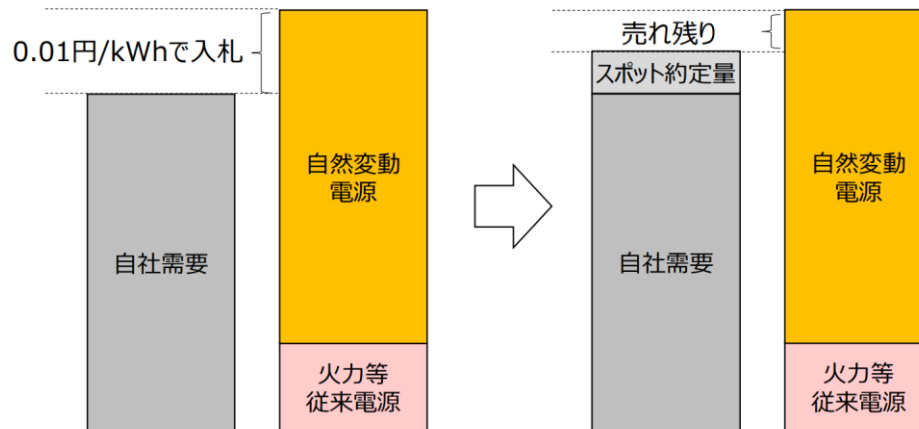 0.01円/kWhで入札
自然変動
電源
自社需要
火力等
従来電源
売れ残り
スポット約定量
自然変動
電源
自社需要
火力等
従来電源